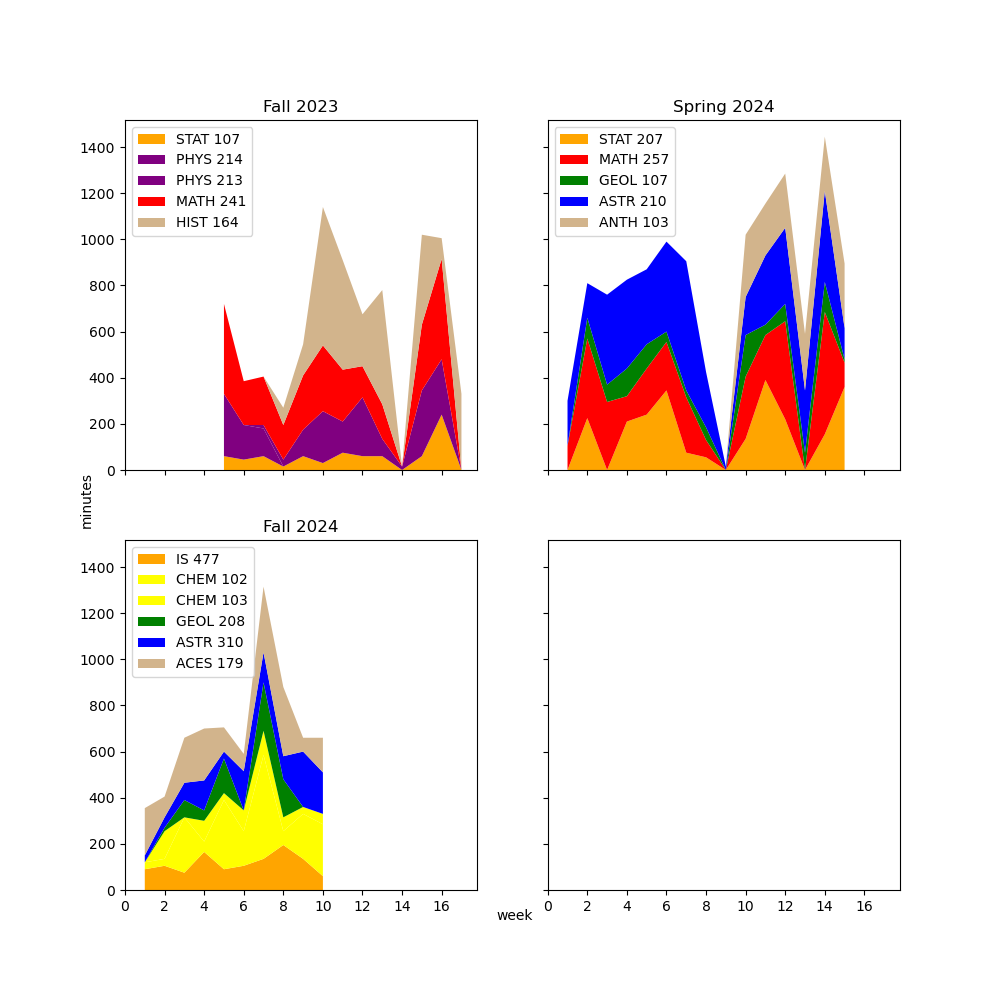 Fall 2023
STAT 107
PHYS 214
PHYS 213
MATH 241
HIST 164
1400
1200
1000
800
600
400
200
0
Spring 2024
STAT 207
MATH 257
GEOL 107
ASTR 210
ANTH 103
minutes
Fall 2024
IS 477
CHEM 102
CHEM 103
GEOL 208
ASTR 310
ACES 179
1400
1200
1000
800
600
400
200
0
0 2 4 6 8 10 12 14 16
0 2 4 6 8 10 12 14 16
week